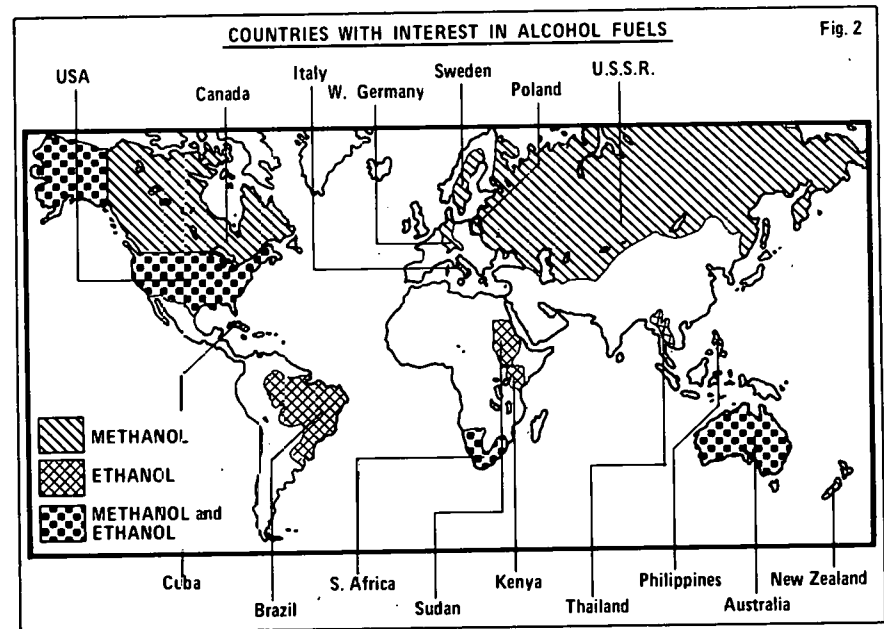 COUNTRIES WITH INTEREST IN ALCOHOL FUELS
Fig. 2
USA
Canada
Italy
W. Germany
Sweden
Poland
U.S.S.R.
METHANOL
ETHANOL
METHANOL and
ETHANOL
Cuba
Brazil
S. Africa
Sudan
Kenya
Thailand
Philippines
Australia
New Zealand